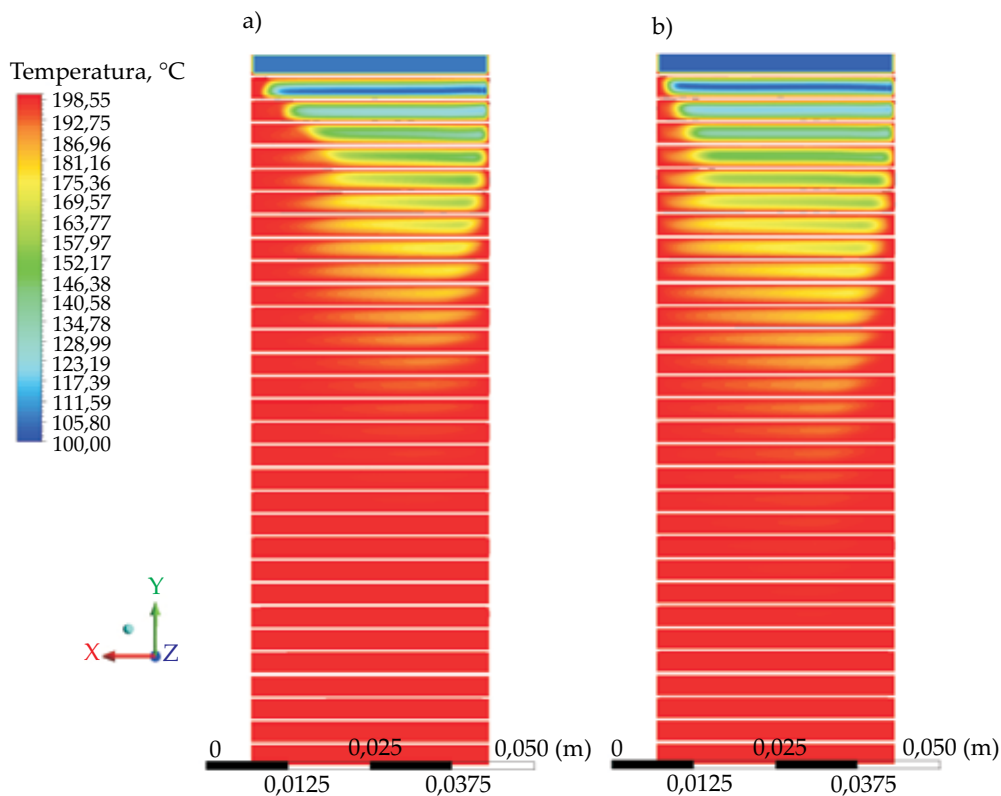 a)
b)
Temperatura, °C
198,55
192,75
186,96
181,16
175,36
169,57
163,77
157,97
152,17
146,38
140,58
134,78
128,99
123,19
117,39
111,59
105,80
100,00
Y
X
Z
0 0,025 0,050 (m)
0,0125 0,0375
0 0,025 0,050 (m)
0,0125 0,0375